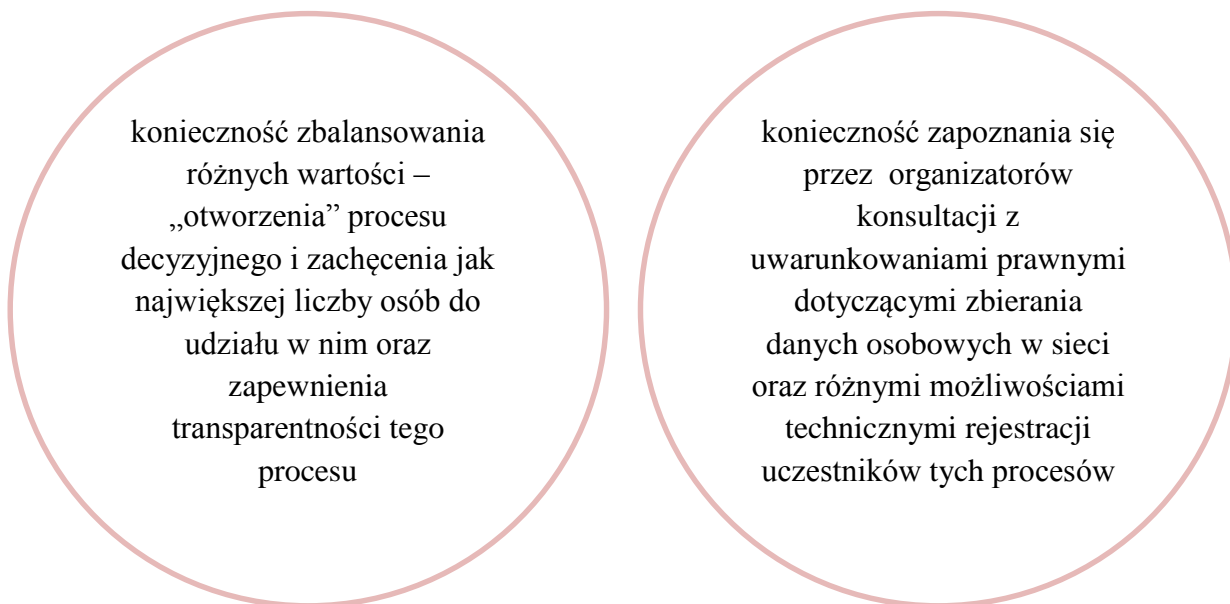 konieczność zbalansowania
różnych wartości –
„otworzenia” procesu
decyzyjnego i zachęcenia jak
największej liczby osób do
udziału w nim oraz
zapewnienia
transparentności tego
procesu
konieczność zapoznania się
przez organizatorów
konsultacji z
uwarunkowaniami prawnymi
dotyczącymi zbierania
danych osobowych w sieci
oraz różnymi możliwościami
technicznymi rejestracji
uczestników tych procesów